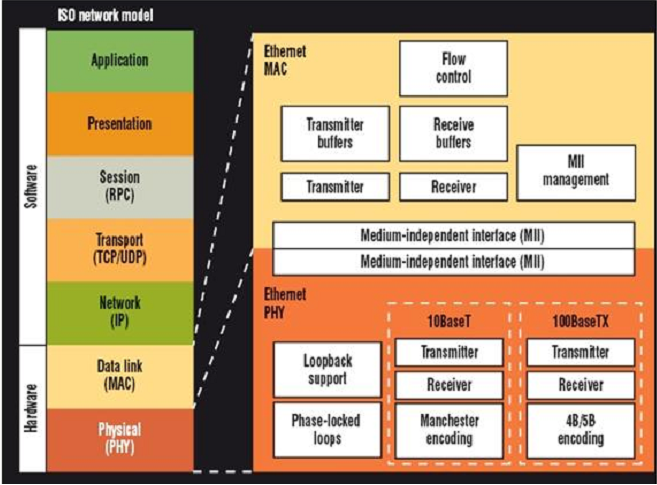 ISO network model
Software
Hardware
Application
Presentation
Session
(RPC)
Transport
(TCP/UDP)
Network
(IP)
Data link
(MAC)
Physical
(PHY)
Ethernet
MAC
Flow
control
Transmitter
buffers
Receive
buffers
MII
management
Transmitter
Receiver
Medium-independent interface (MII)
Medium-independent interface (MII)
Ethernet
PHY
Loopback
support
Phase-locked
loops
10BaseT
Transmitter
Receiver
Manchester
encoding
100BaseTX
Transmitter
Receiver
4B/5B
encoding